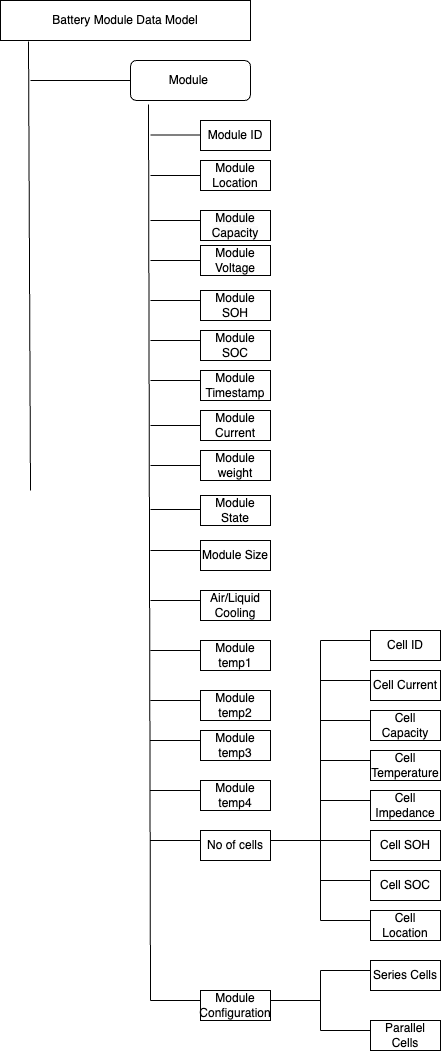 Battery Module Data Model
Module
Module ID
Module
Location
Module
Capacity
Module
Voltage
Module
SOH
Module
SOC
Module
Timestamp
Module
Current
Module
weight
Module
State
Module Size
Air/Liquid
Cooling
Module
temp1
Module
temp2
Module
temp3
Module
temp4
No of cells
Cell ID
Cell Current
Cell
Capacity
Cell
Temperature
Cell
Impedance
Cell SOH
Cell SOC
Cell
Location
Module
Configuration
Series Cells
Parallel
Cells